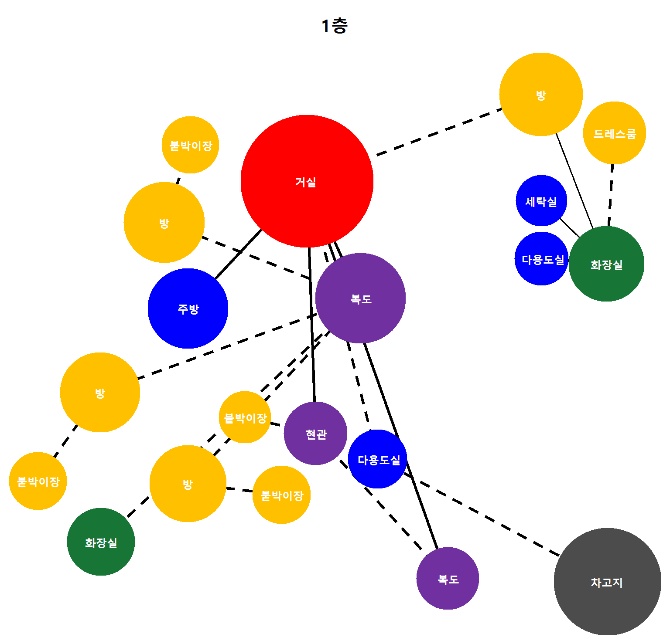 1층
방
드레스룸
붙박이장
거실
방
세탁실
다용도실
화장실
주방
복도
방
붙박이장
현관
다용도실
붙박이장
방
붙박이장
화장실
복도
차고지